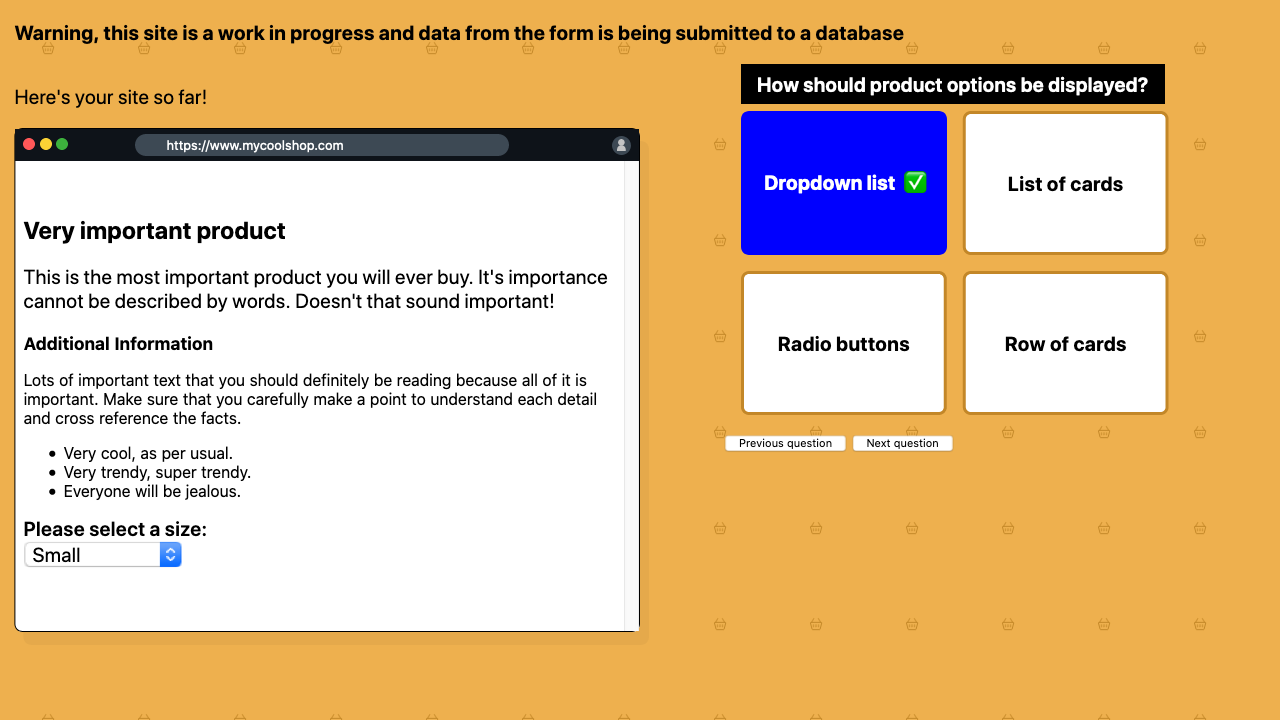 Warning, this site is a work in progress and data from the form is being submitted to a database
Here's your site so far!
https://www.mycoolshop.com
Very important product
This is the most important product you will ever buy. It's importance
cannot be described by words. Doesn't that sound important!
Additional Information
Lots of important text that you should definitely be reading because all of it is
important. Make sure that you carefully make a point to understand each detail
and cross reference the facts.
Very cool, as per usual.
Very trendy, super trendy.
Everyone will be jealous.
Please select a size:
Small
How should product options be displayed?
Dropdown list ✅
List of cards
Radio buttons
Row of cards
Previous question
Next question